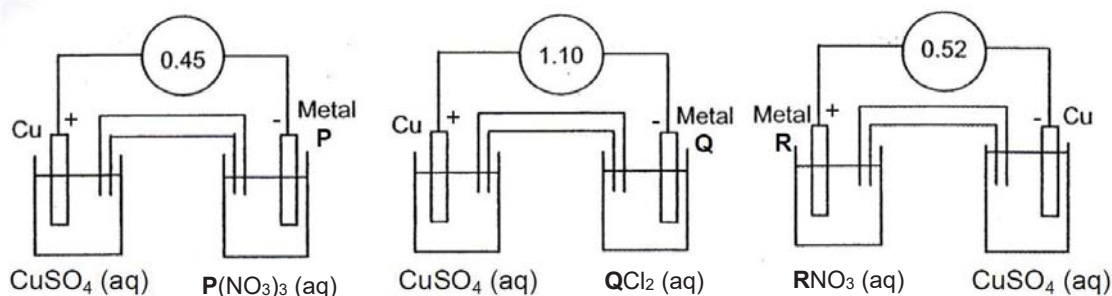 0.45
Cu + - Metal
P
CuSO₄ (aq) P(NO₃)₃ (aq)
1.10
Cu + - Metal
Q
CuSO₄ (aq) QCl₂ (aq)
0.52
Metal + - Cu
R
RNO₃ (aq) CuSO₄ (aq)